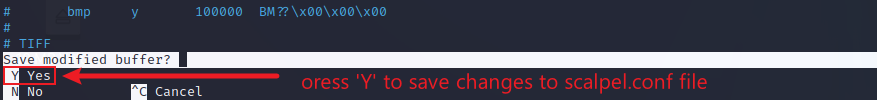 #       bmp     y       100000  BM??\x00\x00\x00
#
# TIFF
Save modified buffer?
Y Yes
oress 'Y' to save changes to scalpel.conf file
N No            ^C Cancel